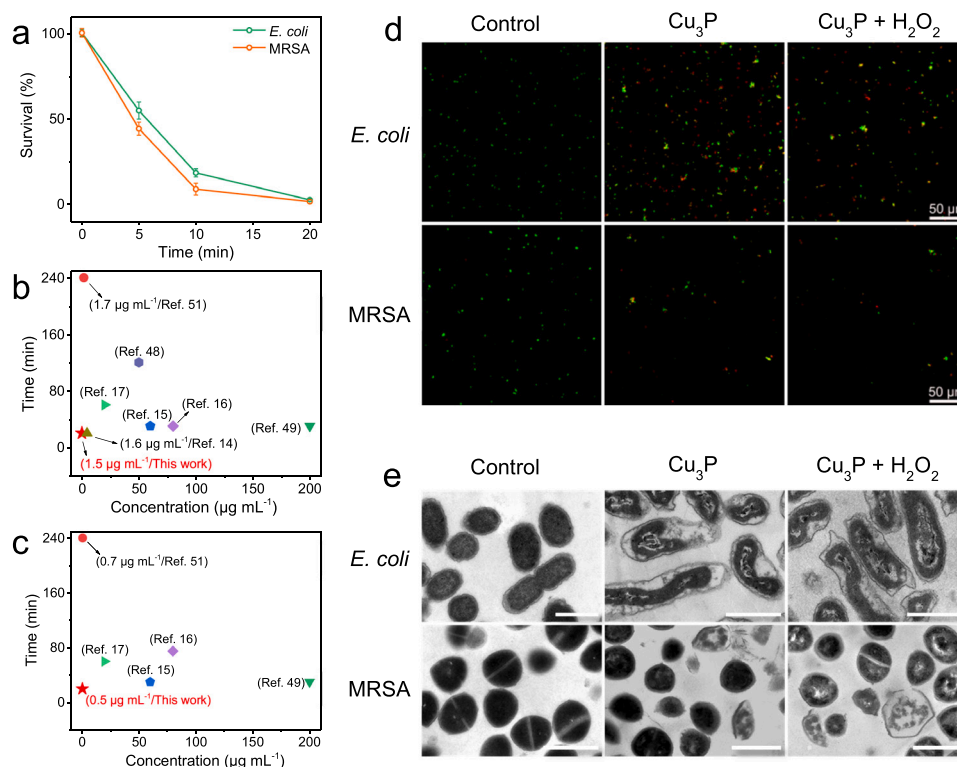 a
E. coli
MRSA
100
50
0
Survival (%)
0 5 10 15 20
Time (min)
b
240
180
120
60
0
Time (min)
(1.7 µg mL⁻¹/Ref. 51)
(Ref. 48)
(Ref. 17)
(Ref. 15)
(Ref. 16)
(Ref. 49)
(1.6 µg mL⁻¹/Ref. 14)
(1.5 µg mL⁻¹/This work)
0 50 100 150 200
Concentration (µg mL⁻¹)
c
240
160
80
0
Time (min)
(0.7 µg mL⁻¹/Ref. 51)
(Ref. 17)
(Ref. 16)
(Ref. 15)
(Ref. 49)
(0.5 µg mL⁻¹/This work)
0 50 100 150 200
Concentration (µg mL⁻¹)
d
Control Cu₃P Cu₃P + H₂O₂
E. coli
50
MRSA
50
e
Control Cu₃P Cu₃P + H₂O₂
E. coli
MRSA